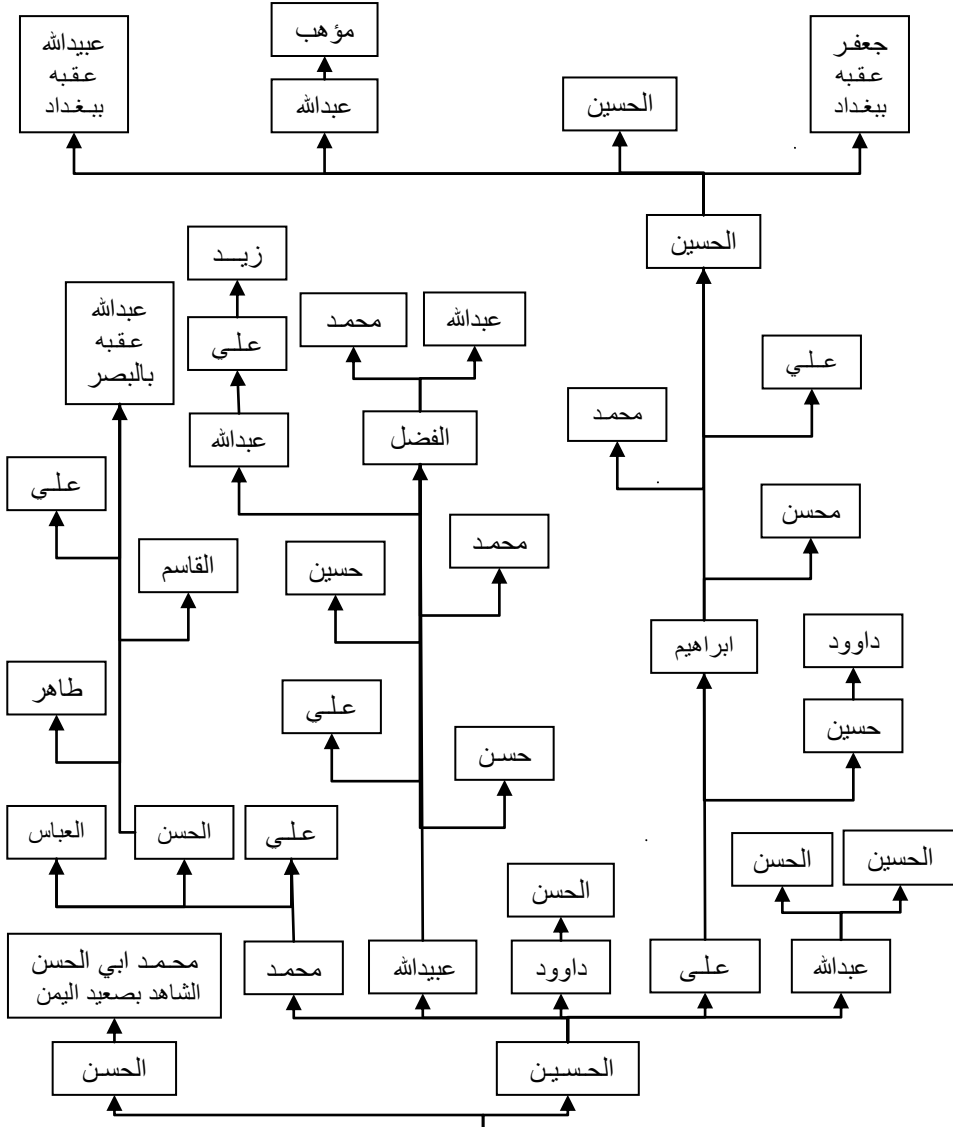 جعفر
عقبه
ببغداد
الحسين
مؤهب
عبدالله
عبيدالله
عقبه
ببغداد
الحسين
علي
محمد
محسن
ابراهيم
داوود
حسين
عبدالله
محمد
الفضل
زيد
علي
عبدالله
محمد
حسين
علي
حسن
عبدالله
عقبه
بالبصر
علي
القاسم
طاهر
علي
الحسن
العباس
الحسين
الحسن
عبدالله
على
الحسن
داوود
عبيدالله
محمد
محمد ابي الحسن
الشاهد بصعيد اليمن
الحسين
الحسن